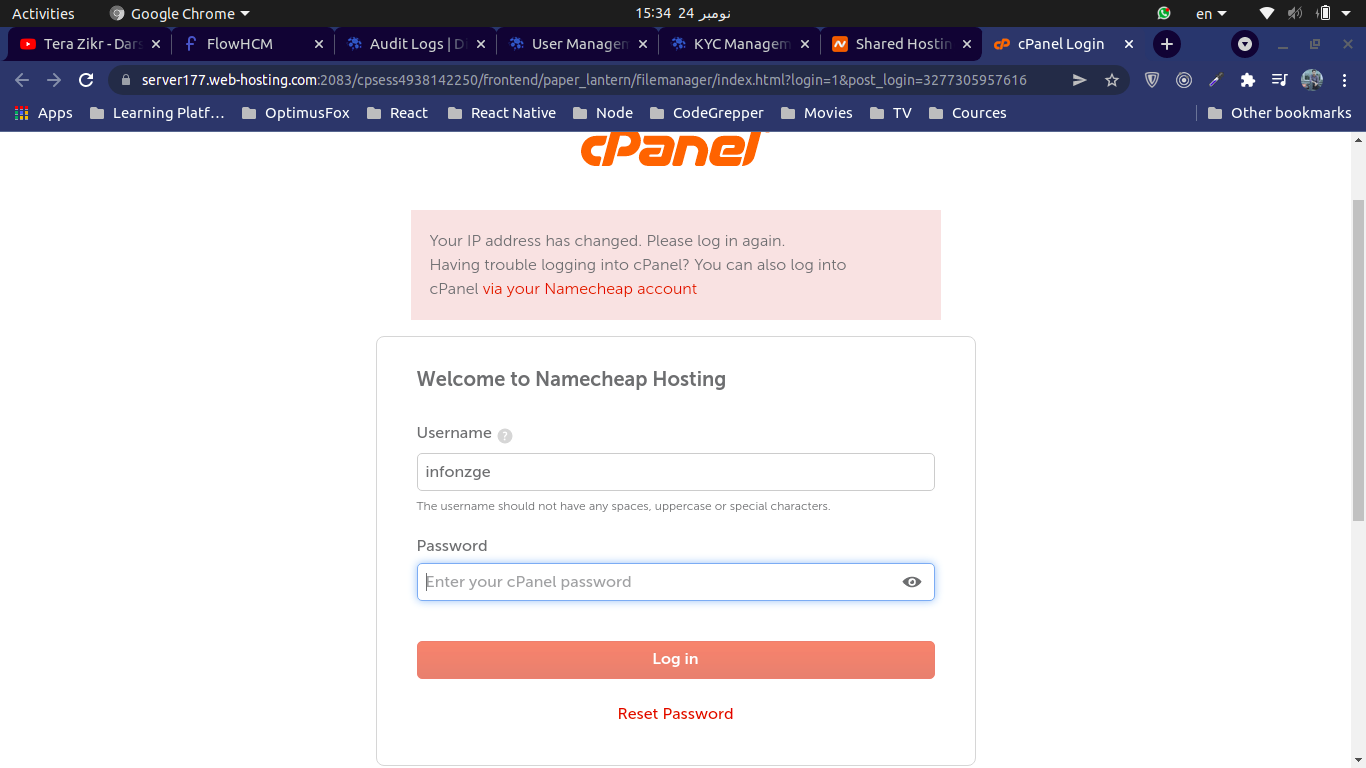 Activities
Google Chrome
نومبر 24  15:34
en
Tera Zikr - Dars
FlowHCM
Audit Logs | D
User Managem
KYC Managem
Shared Hostin
cPanel Login
server177.web-hosting.com:2083/cpsess4938142250/frontend/paper_lantern/filemanager/index.html?login=1&post_login=3277305957616
Apps
Learning Platf...
OptimusFox
React
React Native
Node
CodeGrepper
Movies
TV
Cources
Other bookmarks
cPanel
Your IP address has changed. Please log in again.
Having trouble logging into cPanel? You can also log into
cPanel via your Namecheap account
Welcome to Namecheap Hosting
Username ?
infonzge
The username should not have any spaces, uppercase or special characters.
Password
Enter your cPanel password
Log in
Reset Password